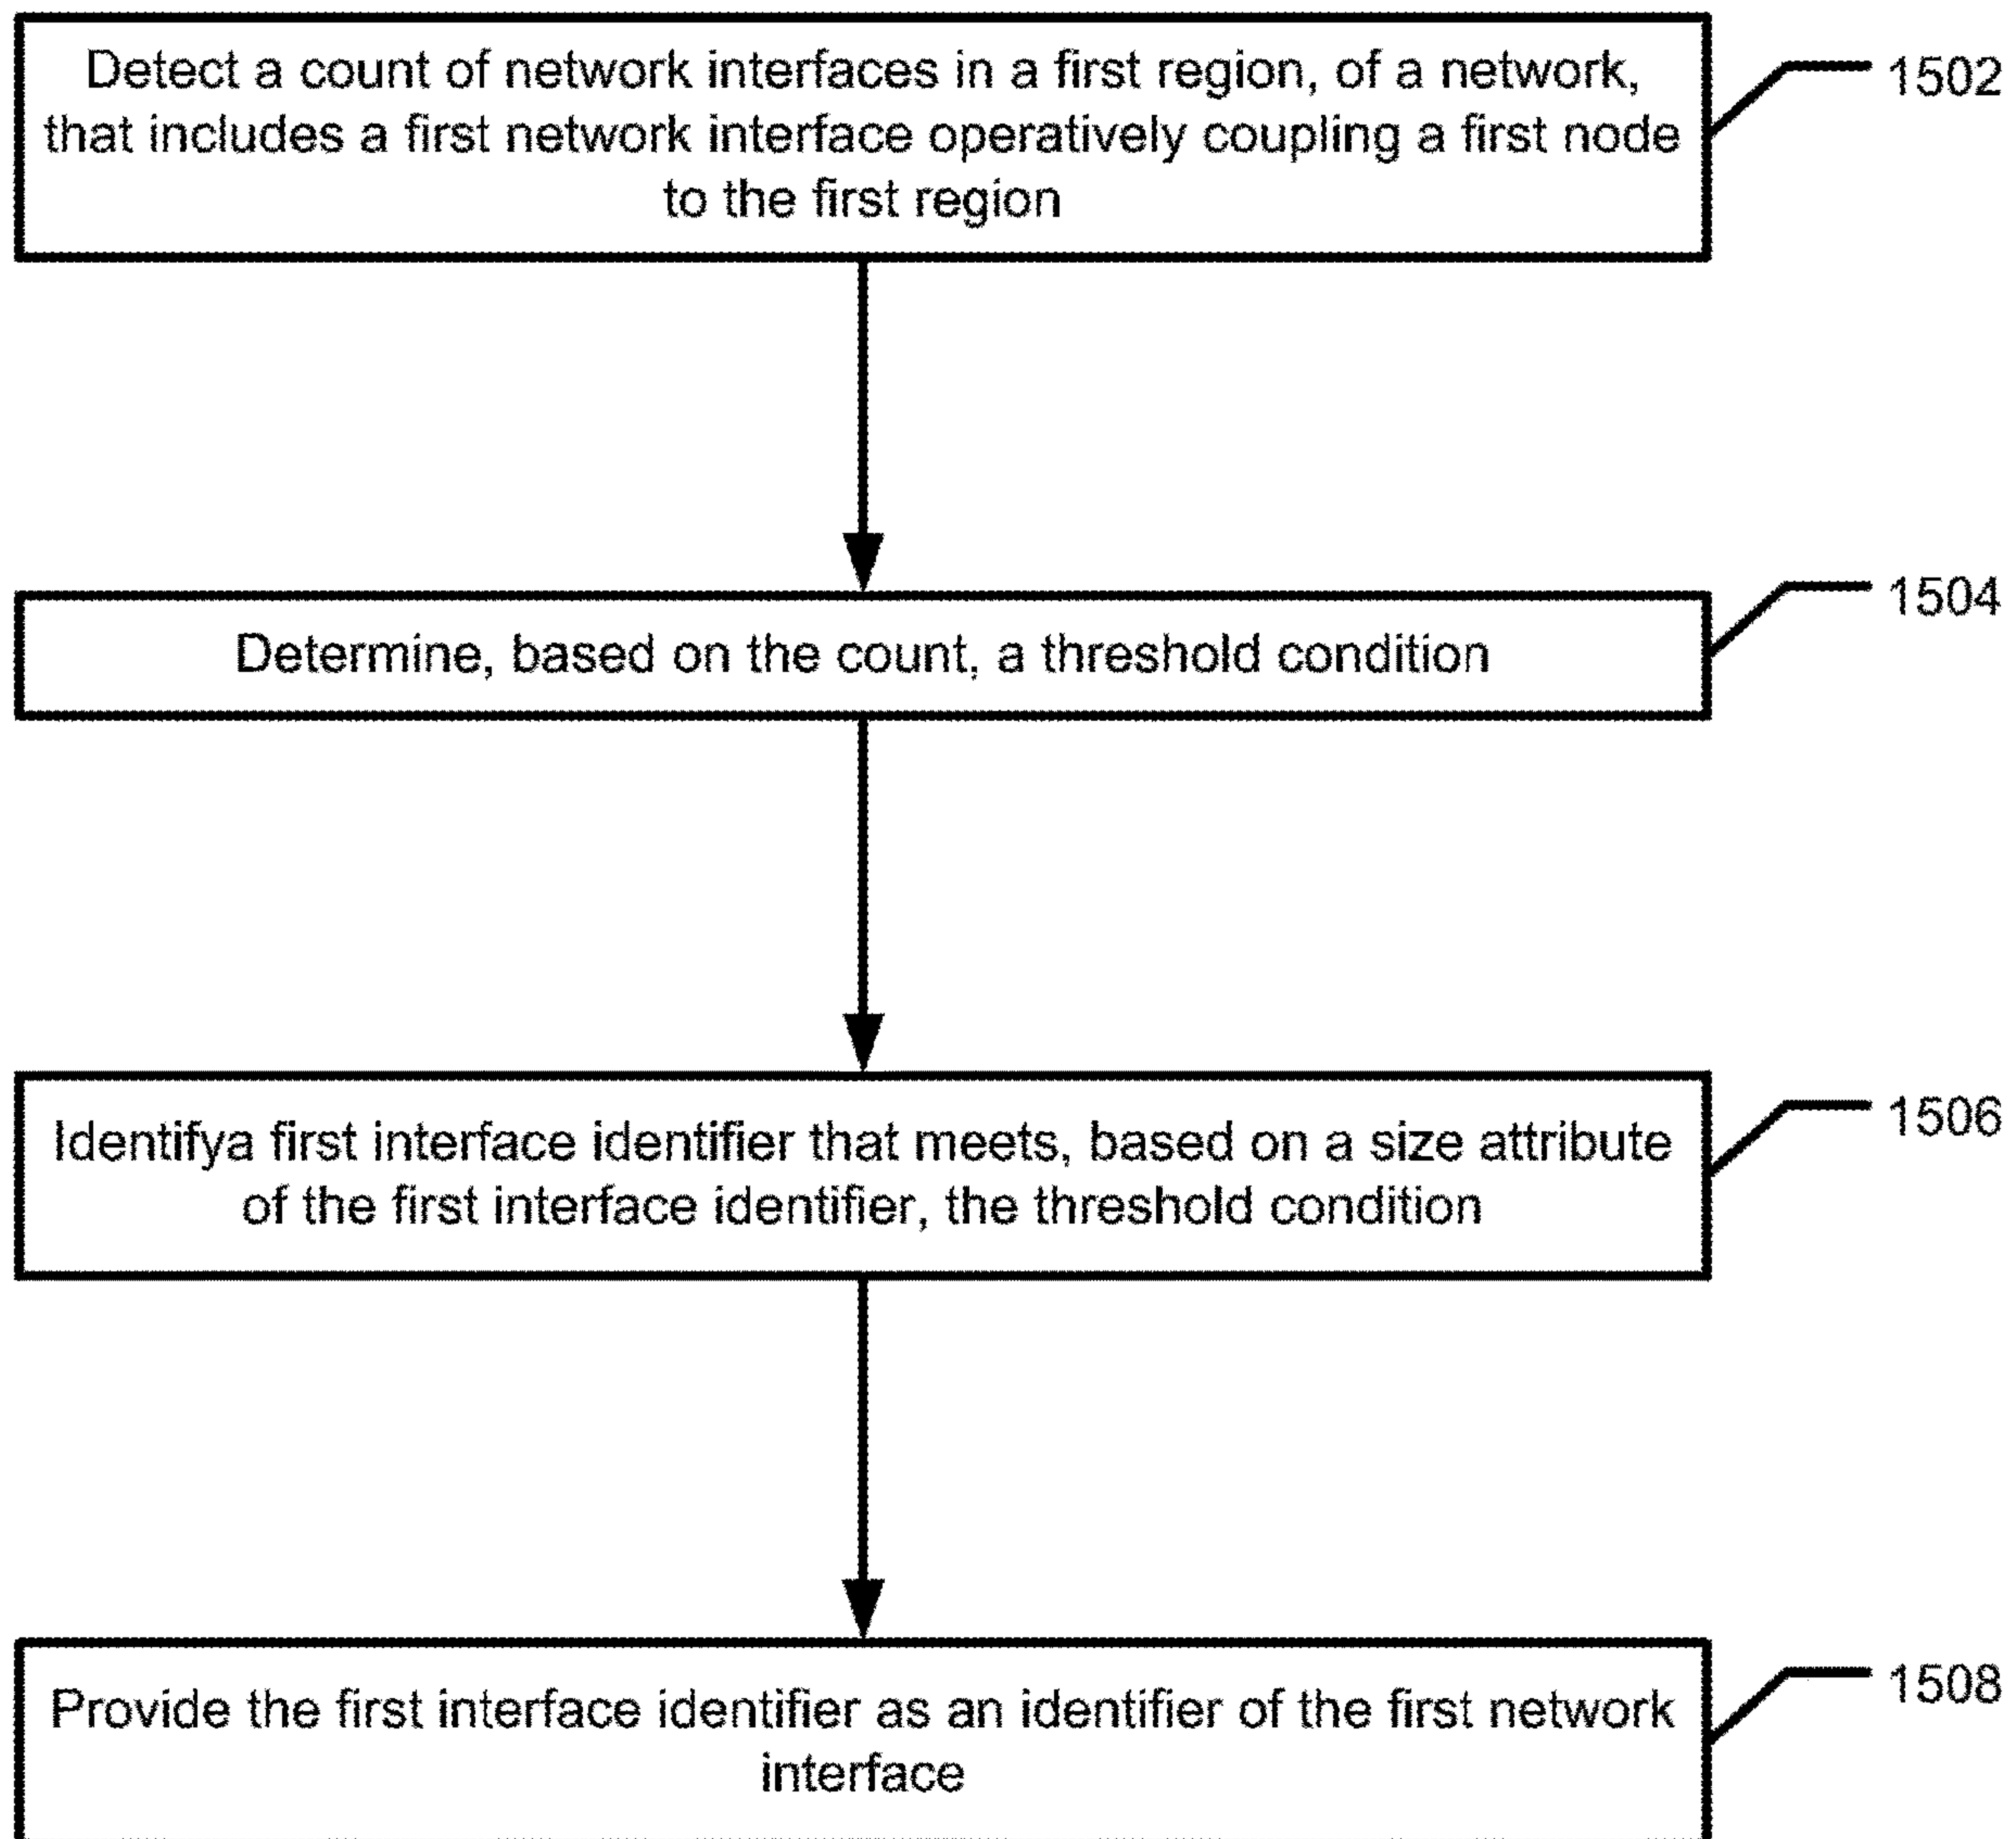 Detect a count of network interfaces in a first region, of a network,
that includes a first network interface operatively coupling a first node
to the first region
1502
Determine, based on the count, a threshold condition
1504
Identifya first interface identifier that meets, based on a size attribute
of the first interface identifier, the threshold condition
1506
Provide the first interface identifier as an identifier of the first network
interface
1508